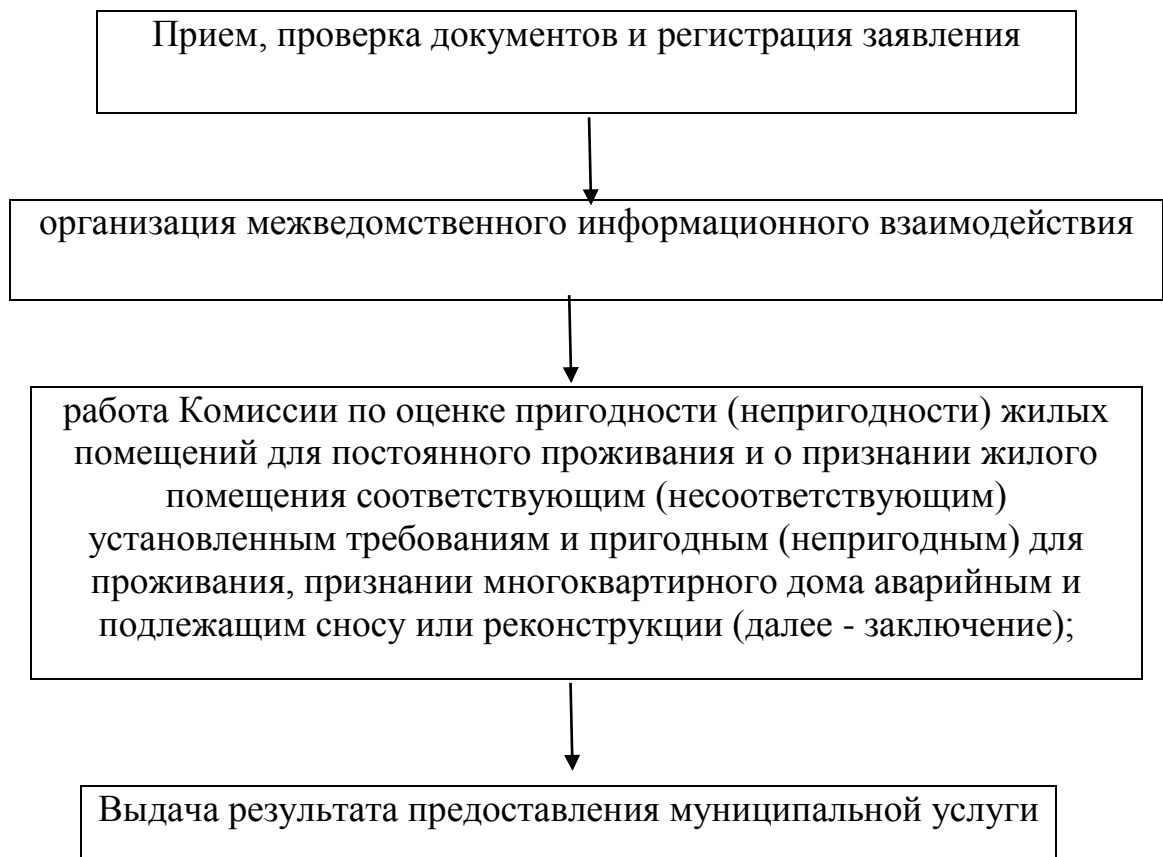 Прием, проверка документов и регистрация заявления
организация межведомственного информационного взаимодействия
работа Комиссии по оценке пригодности (непригодности) жилых
помещений для постоянного проживания и о признании жилого
помещения соответствующим (несоответствующим)
установленным требованиям и пригодным (непригодным) для
проживания, признании многоквартирного дома аварийным и
подлежащим сносу или реконструкции (далее - заключение);
Выдача результата предоставления муниципальной услуги